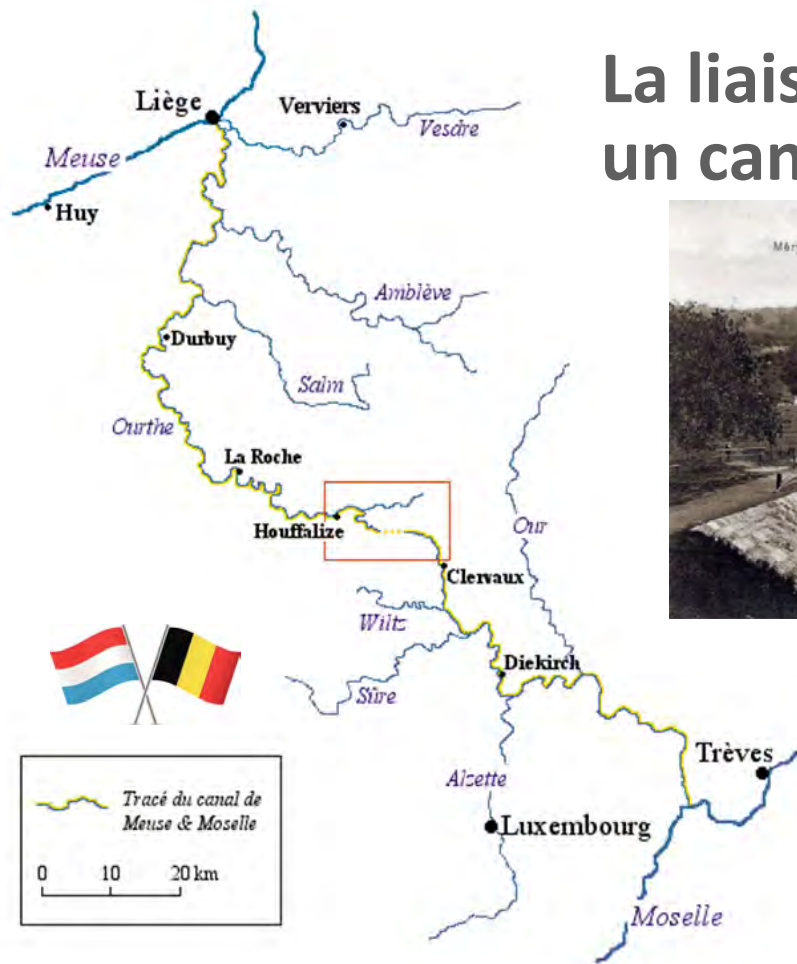 La liais
un can
Mér
Liège
Verviers
Vesdre
Meuse
Huy
Amblève
Durbuy
Salm
Ourthe
La Roche
Houffalize
Our
Clervaux
Wiltz
Diekirch
Sûre
Trèves
Alzette
Luxembourg
Moselle
Tracé du canal de
Meuse & Moselle
0 10 20 km